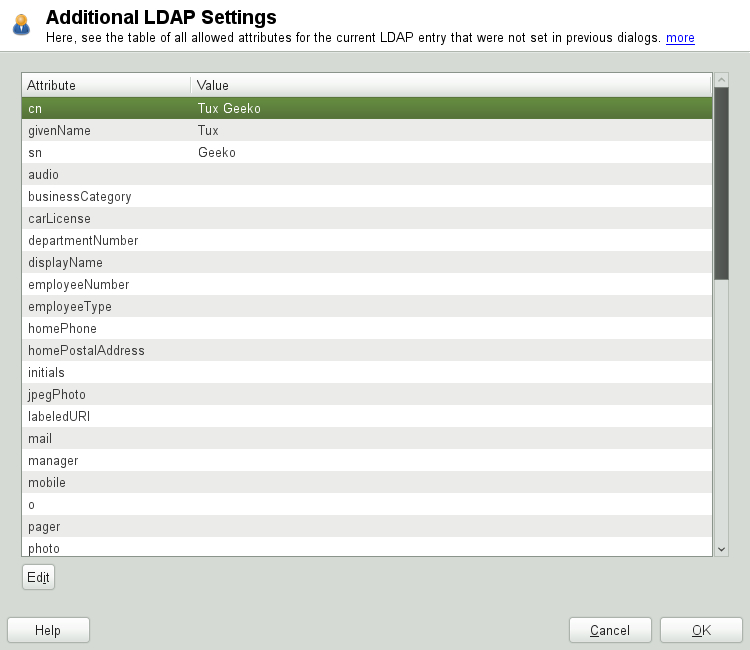 Additional LDAP Settings
Here, see the table of all allowed attributes for the current LDAP entry that were not set in previous dialogs. more
Attribute Value
cn Tux Geeko
givenName Tux
sn Geeko
audio
businessCategory
carLicense
departmentNumber
displayName
employeeNumber
employeeType
homePhone
homePostalAddress
initials
jpegPhoto
labeledURI
mail
manager
mobile
o
pager
photo
Edit
Help Cancel OK